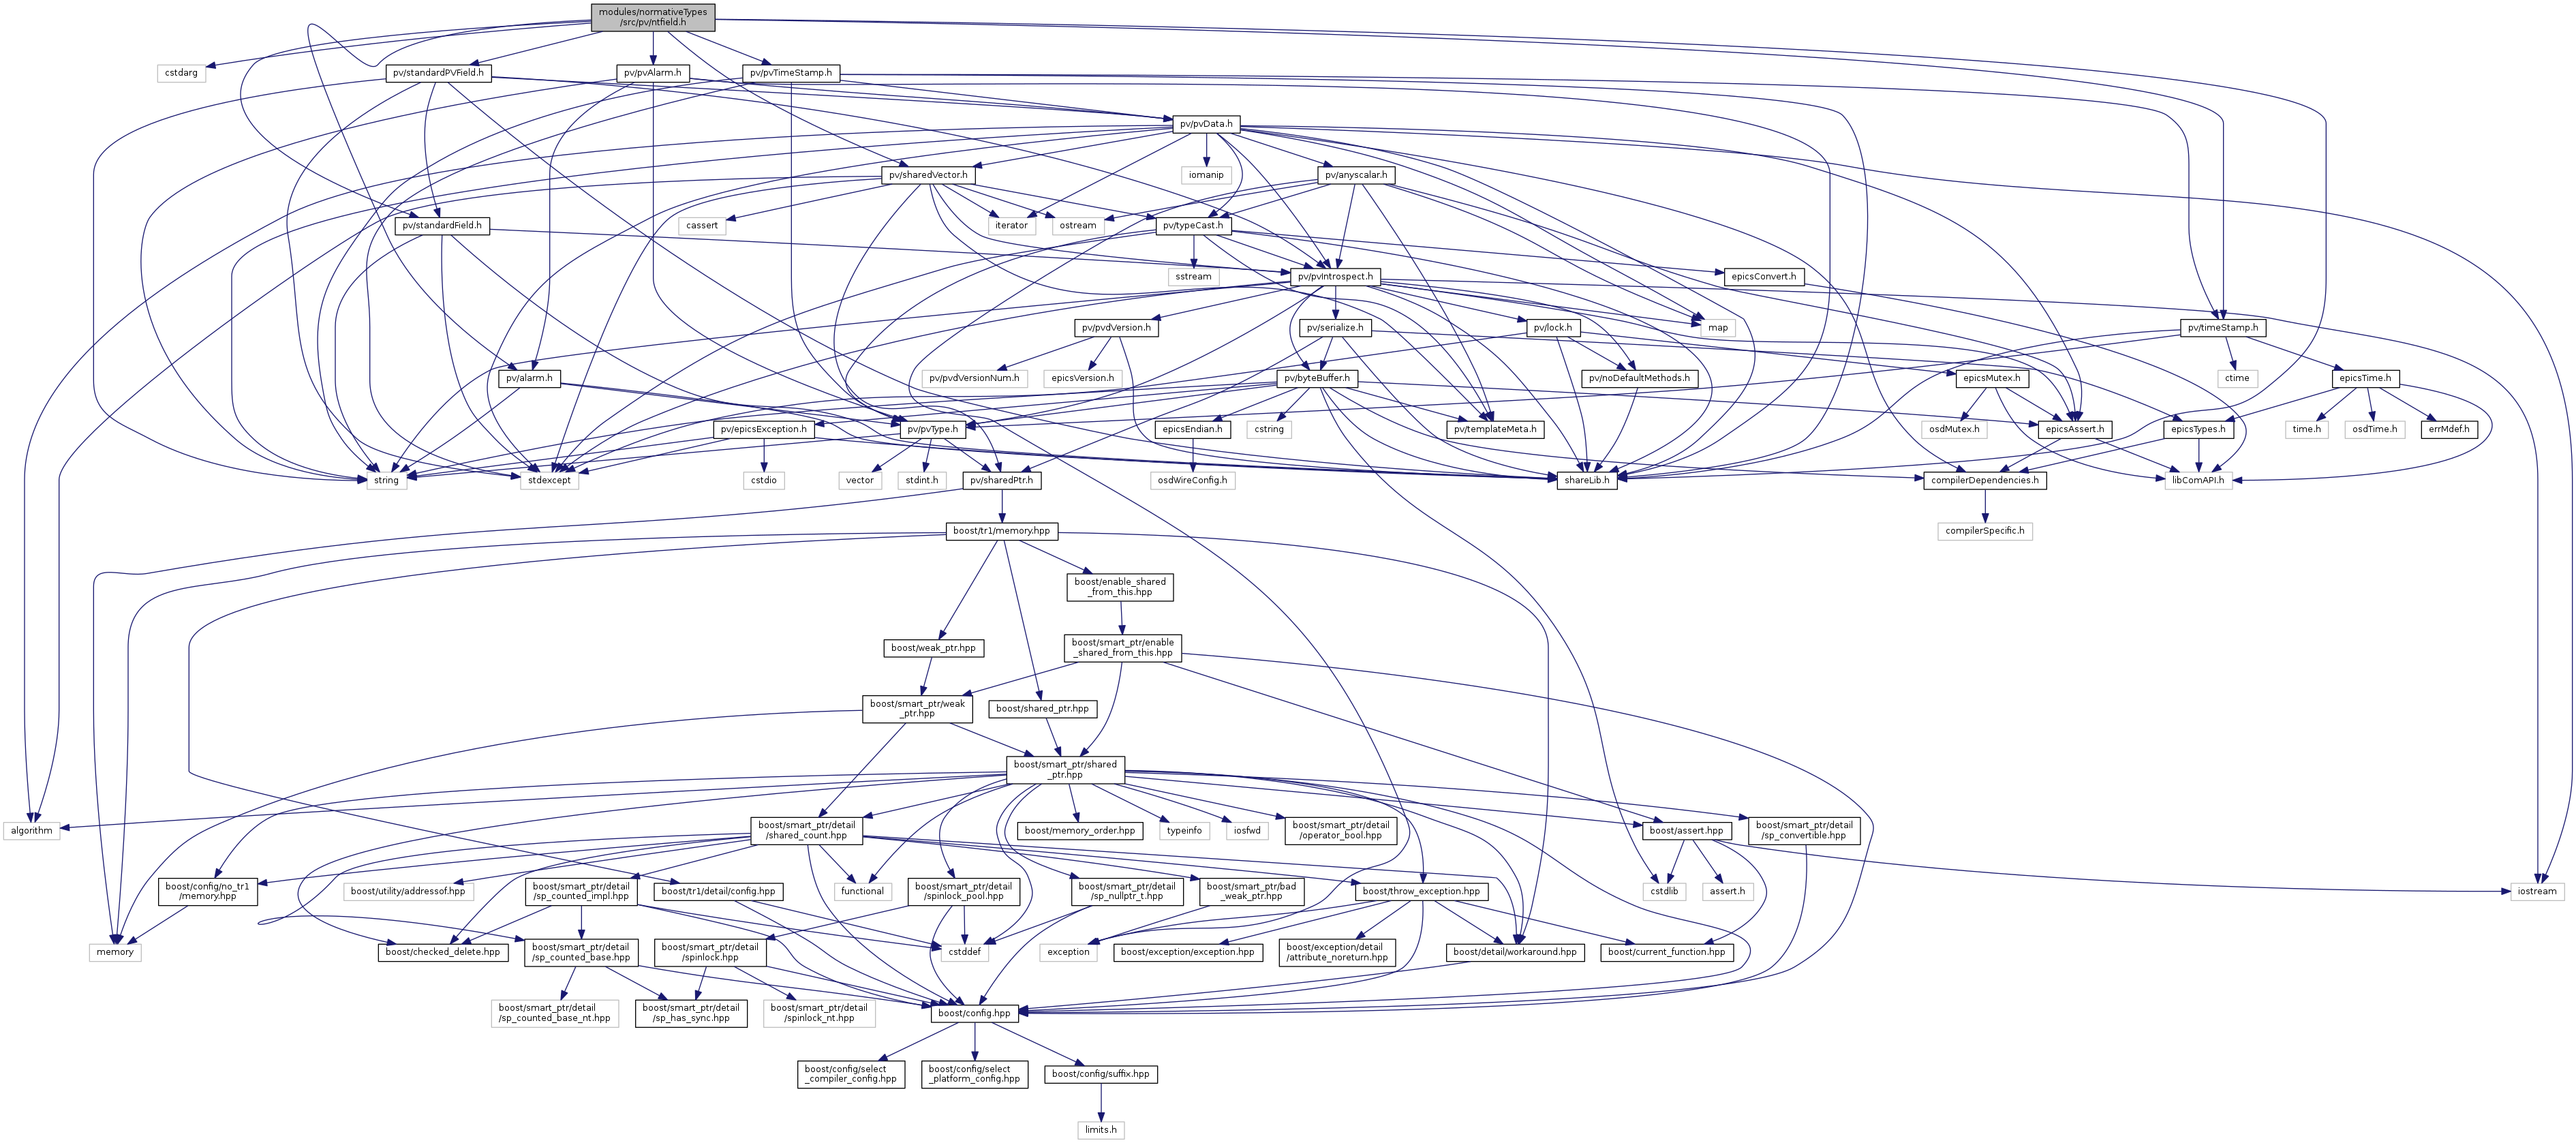 modules/normativeTypes
/src/pv/ntfield.h
cstdarg
pv/standardPVField.h
pv/pvAlarm.h
pv/pvTimeStamp.h
pv/pvData.h
pv/sharedVector.h
iomanip
pv/anyscalar.h
pv/standardField.h
cassert
iterator
ostream
pv/typeCast.h
sstream
pv/pvIntrospect.h
epicsConvert.h
pv/pvdVersion.h
pv/serialize.h
pv/lock.h
map
pv/timeStamp.h
pv/alarm.h
pv/pvdVersionNum.h
epicsVersion.h
pv/byteBuffer.h
pv/noDefaultMethods.h
epicsMutex.h
ctime
epicsTime.h
pv/epicsException.h
pv/pvType.h
epicsEndian.h
cstring
pv/templateMeta.h
osdMutex.h
epicsAssert.h
epicsTypes.h
time.h
osdTime.h
errMdef.h
string
stdexcept
cstdio
vector
stdint.h
pv/sharedPtr.h
osdWireConfig.h
shareLib.h
compilerDependencies.h
libComAPI.h
boost/tr1/memory.hpp
compilerSpecific.h
boost/enable_shared
_from_this.hpp
boost/weak_ptr.hpp
boost/smart_ptr/enable
_shared_from_this.hpp
boost/smart_ptr/weak
_ptr.hpp
boost/shared_ptr.hpp
boost/smart_ptr/shared
_ptr.hpp
algorithm
boost/smart_ptr/detail
/shared_count.hpp
boost/memory_order.hpp
typeinfo
iosfwd
boost/smart_ptr/detail
/operator_bool.hpp
boost/assert.hpp
boost/smart_ptr/detail
/sp_convertible.hpp
boost/config/no_tr1
/memory.hpp
boost/utility/addressof.hpp
boost/smart_ptr/detail
/sp_counted_impl.hpp
boost/tr1/detail/config.hpp
functional
boost/smart_ptr/detail
/spinlock_pool.hpp
boost/smart_ptr/detail
/sp_nullptr_t.hpp
boost/smart_ptr/bad
_weak_ptr.hpp
boost/throw_exception.hpp
cstdlib
assert.h
iostream
memory
boost/checked_delete.hpp
boost/smart_ptr/detail
/sp_counted_base.hpp
boost/smart_ptr/detail
/spinlock.hpp
cstddef
exception
boost/exception/exception.hpp
boost/exception/detail
/attribute_noreturn.hpp
boost/detail/workaround.hpp
boost/current_function.hpp
boost/smart_ptr/detail
/sp_counted_base_nt.hpp
boost/smart_ptr/detail
/sp_has_sync.hpp
boost/smart_ptr/detail
/spinlock_nt.hpp
boost/config.hpp
boost/config/select
_compiler_config.hpp
boost/config/select
_platform_config.hpp
boost/config/suffix.hpp
limits.h